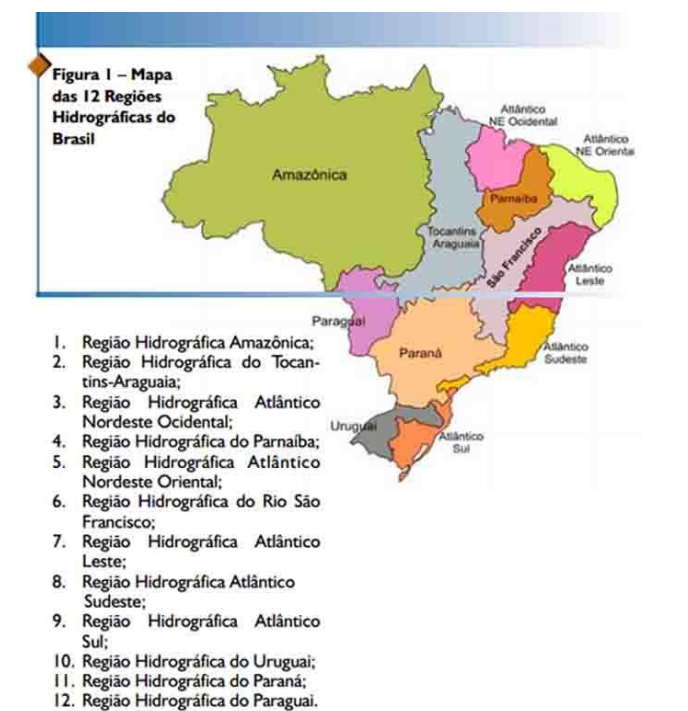 Figura 1 – Mapa
das 12 Regiões
Hidrográficas do
Brasil
Atlântico
NE Ocidental
Atlântico
NE Orienta
Amazônica
Parnaíba
Tocantins
Araguaia
São Francisco
Atlântico
Leste
Paraguai
Paraná
Atlântico
Sudeste
Uruguai
Atlântico
Sul
1. Região Hidrográfica Amazônica;
2. Região Hidrográfica do Tocan-
tins-Araguaia;
3. Região Hidrográfica Atlântico
Nordeste Ocidental;
4. Região Hidrográfica do Parnaíba;
5. Região Hidrográfica Atlântico
Nordeste Oriental;
6. Região Hidrográfica do Rio São
Francisco;
7. Região Hidrográfica Atlântico
Leste;
8. Região Hidrográfica Atlântico
Sudeste;
9. Região Hidrográfica Atlântico
Sul;
10. Região Hidrográfica do Uruguai;
11. Região Hidrográfica do Paraná;
12. Região Hidrográfica do Paraguai.